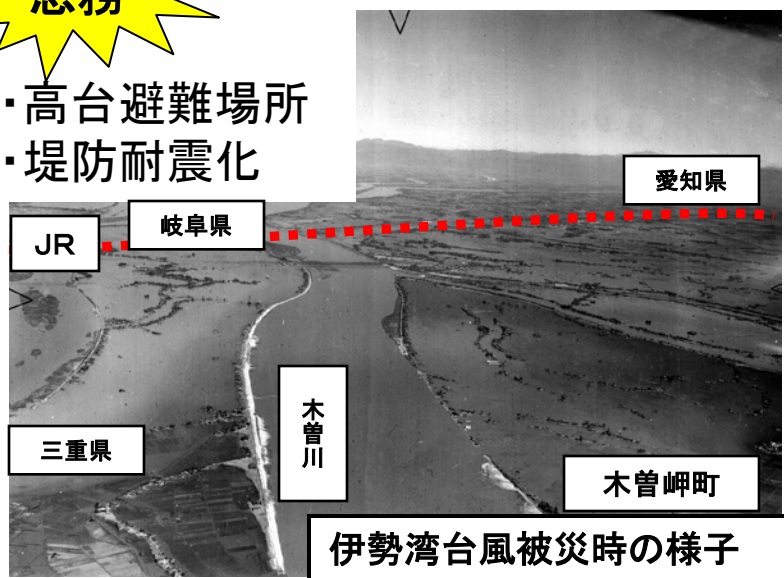 急務
・高台避難場所
・堤防耐震化
愛知県
岐阜県
JR
木曽川
三重県
木曽岬町
伊勢湾台風被災時の様子